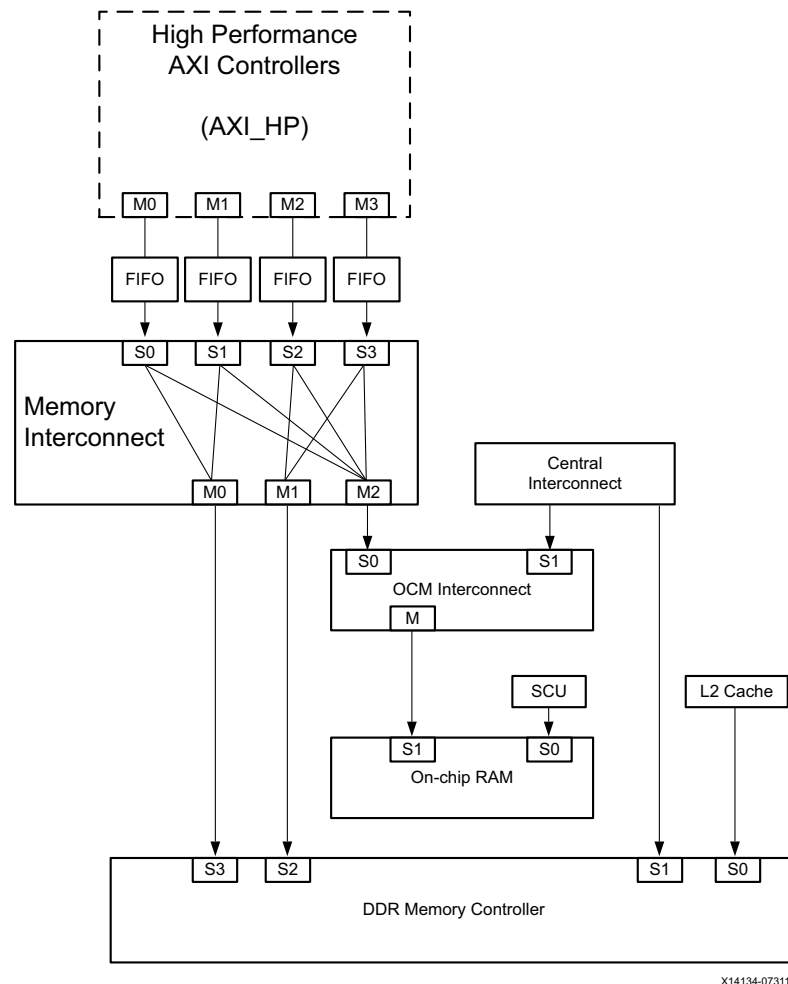 High Performance
AXI Controllers
(AXI_HP)
M0 M1 M2 M3
FIFO FIFO FIFO FIFO
S0 S1 S2 S3
Memory
Interconnect
M0 M1 M2
Central
Interconnect
S0 S1
OCM Interconnect
M
SCU
L2 Cache
S1 S0
On-chip RAM
S3 S2 S1 S0
DDR Memory Controller
X14134-07311